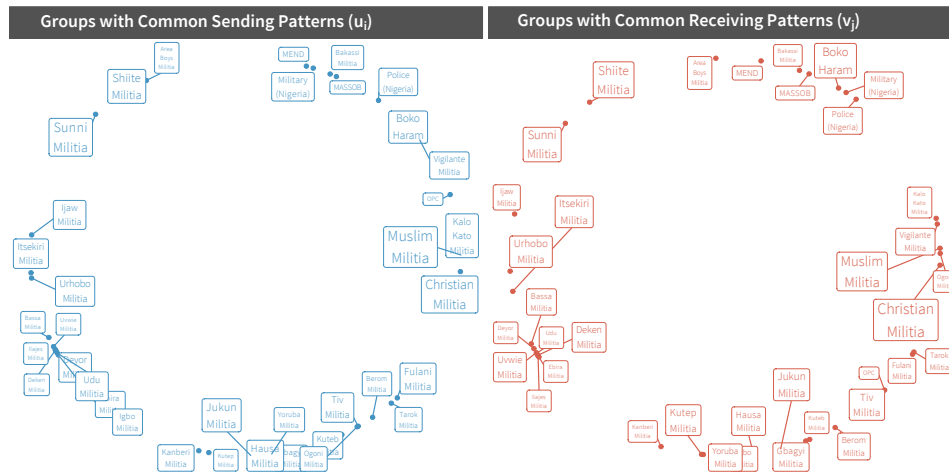 Groups with Common Sending Patterns (uᵢ)
Area
Boys
Militia
Shiite
Militia
Sunni
Militia
MEND
Bakassi
Militia
Military
(Nigeria)
MASSOB
Police
(Nigeria)
Boko
Haram
Vigilante
Militia
OPC
Ijaw
Militia
Itsekiri
Militia
Urhobo
Militia
Kalo
Kato
Militia
Muslim
Militia
Christian
Militia
Bassa
Militia
Uvwie
Militia
Militia
Deken
Militia
Udu
Militia
Igbo
Militia
Fulani
Militia
Berom
Militia
Tarok
Militia
Tiv
Militia
Jukun
Militia
Yoruba
Militia
Kuteb
Kanberi
Militia
Kutep
Militia
Hausa
Militia
Ogoni
Militia
Groups with Common Receiving Patterns (vⱼ)
Shiite
Militia
Area
Boys
Militia
MEND
Bakassi
Militia
MASSOB
Boko
Haram
Military
(Nigeria)
Police
(Nigeria)
Sunni
Militia
Ijaw
Militia
Itsekiri
Militia
Urhobo
Militia
Kalo
Kato
Militia
Vigilante
Militia
Muslim
Militia
Christian
Militia
Bassa
Militia
Deyor
Militia
Udu
Militia
Deken
Militia
Uvwie
Militia
Ebira
Militia
Militia
Fulani
Militia
Tarok
Militia
OPC
Tiv
Militia
Jukun
Militia
Kutep
Militia
Hausa
Militia
Kuteb
Militia
Kanberi
Militia
Yoruba
Militia
Gbagyi
Militia
Berom
Militia